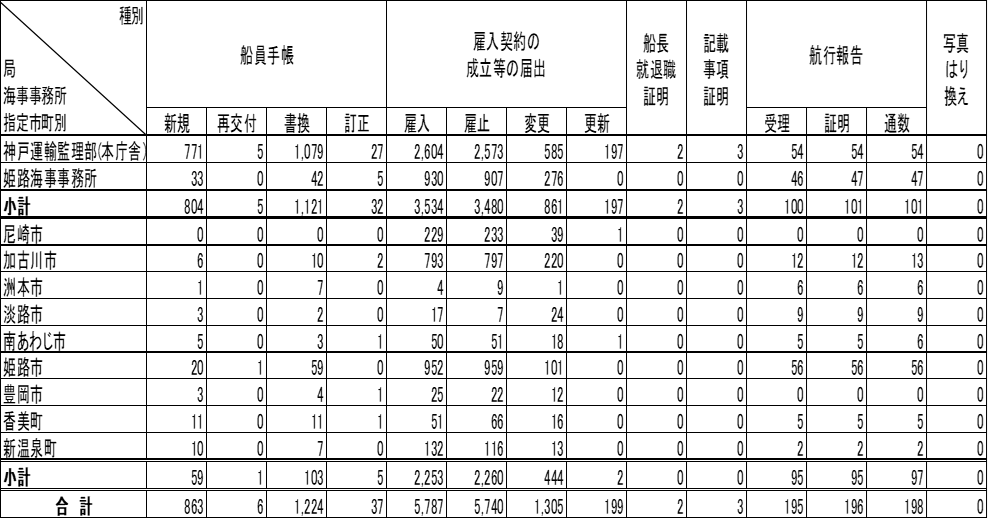 種別
局
海事事務所
指定市町別
船員手帳
雇入契約の
成立等の届出
船長
就退職
証明
記載
事項
証明
航行報告
写真
はり
換え
新規 再交付 書換 訂正 雇入 雇止 変更 更新 受理 証明 通数
神戸運輸監理部(本庁舎) 771 5 1,079 27 2,604 2,573 585 197 2 3 54 54 54 0
姫路海事事務所 33 0 42 5 930 907 276 0 0 0 46 47 47 0
小計 804 5 1,121 32 3,534 3,480 861 197 2 3 100 101 101 0
尼崎市 0 0 0 0 229 233 39 1 0 0 0 0 0 0
加古川市 6 0 10 2 793 797 220 0 0 0 12 12 13 0
洲本市 1 0 7 0 4 9 1 0 0 0 6 6 6 0
淡路市 3 0 2 0 17 7 24 0 0 0 9 9 9 0
南あわじ市 5 0 3 1 50 51 18 1 0 0 5 5 6 0
姫路市 20 1 59 0 952 959 101 0 0 0 56 56 56 0
豊岡市 3 0 4 1 25 22 12 0 0 0 0 0 0 0
香美町 11 0 11 1 51 66 16 0 0 0 5 5 5 0
新温泉町 10 0 7 0 132 116 13 0 0 0 2 2 2 0
小計 59 1 103 5 2,253 2,260 444 2 0 0 95 95 97 0
合計 863 6 1,224 37 5,787 5,740 1,305 199 2 3 195 196 198 0